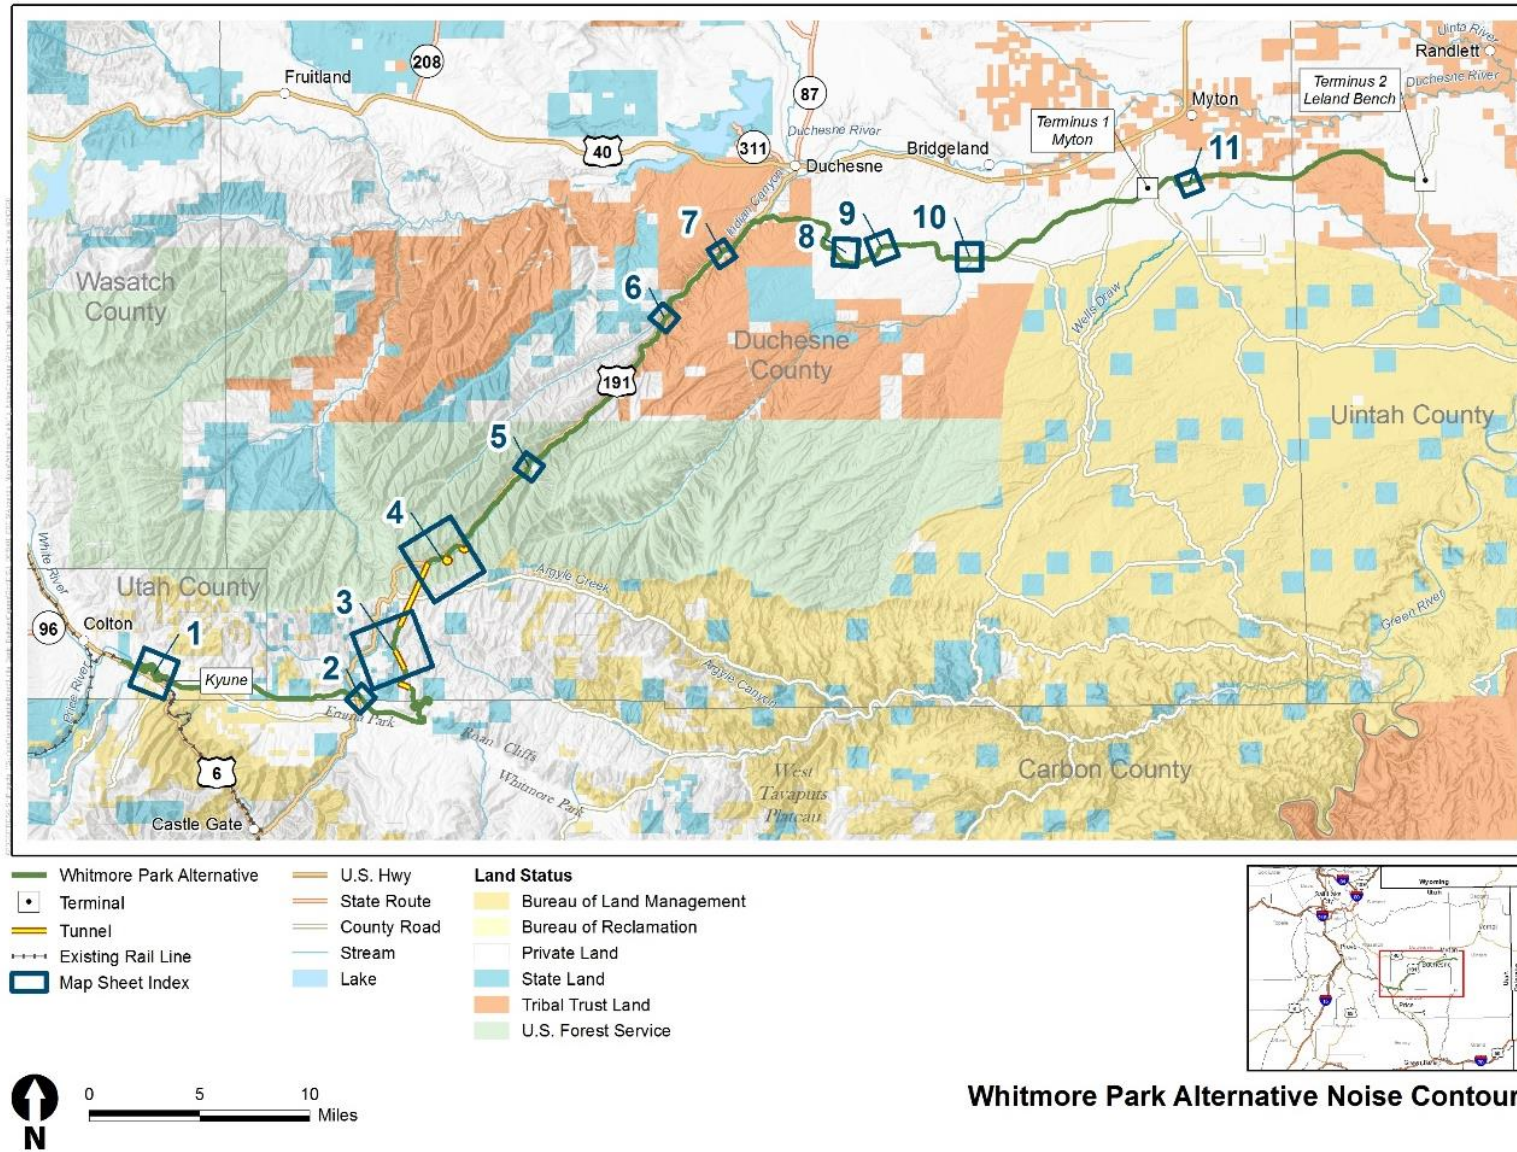 Uinta River
Randlett
208
Fruitland
Terminus 2
Leland Bench
Duchesne River
87
Myton
Terminus 1
Myton
Duchesne River
311
40
Bridgeland
Duchesne
11
Indian Canyon
7
8
9
10
Wasatch
County
6
Wells Draw
Duchesne
County
191
Uintah County
5
4
White River
Utah County
Argyle Creek
Green River
3
96
Colton
1
2
Kyune
Price River
Argyle Canyon
Emma Park
Roan Cliffs
6
Whitmore Park
West
Tavaputs
Plateau
Carbon County
Castle Gate
Whitmore Park Alternative
Terminal
Tunnel
Existing Rail Line
Map Sheet Index
U.S. Hwy
State Route
County Road
Stream
Lake
Land Status
Bureau of Land Management
Bureau of Reclamation
Private Land
State Land
Tribal Trust Land
U.S. Forest Service
Wyoming
Utah
Provo
Price
0 5 10
Miles
N
Whitmore Park Alternative Noise Contour